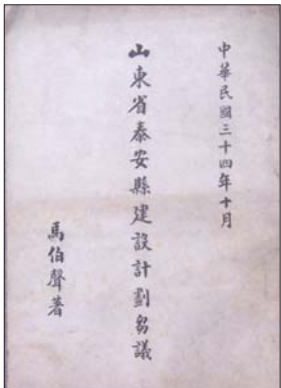 中華民國三十四年十月
山東省泰安縣建設計劃芻議
馬伯聲著